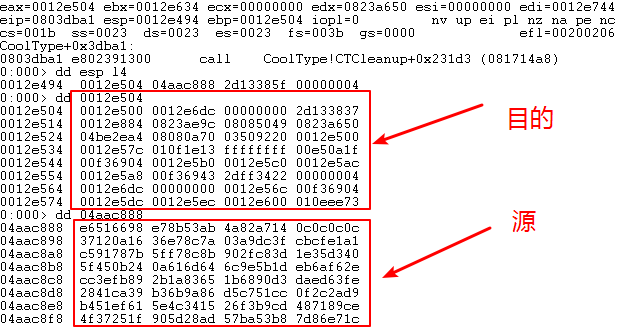 eax=0012e504 ebx=0012e634 ecx=00000000 edx=0823a650 esi=00000000 edi=0012e744
eip=0803dba1 esp=0012e494 ebp=0012e504 iopl=0         nv up ei pl nz na pe nc
cs=001b  ss=0023  ds=0023  es=0023  fs=003b  gs=0000             efl=00200206
CoolType+0x3dba1:
0803dba1 e802391300      call    CoolType!CTCleanup+0x231d3 (081714a8)
0:000> dd esp l4
0012e494  0012e504 04aac888 2d13385f 00000004
0:000> dd 0012e504
0012e504  0012e500 0012e6dc 00000000 2d133837
0012e514  0012e884 0823ae9c 08085049 0823a650
0012e524  04be2ea4 08080a70 03509220 0012e500
0012e534  0012e57c 010f1e13 ffffffff 00e50a1f
0012e544  00f36904 0012e5b0 0012e5c0 0012e5ac
0012e554  0012e5a8 00f36943 2dff3422 00000004
0012e564  0012e6dc 00000000 0012e56c 00f36904
0012e574  0012e5dc 0012e5ec 0012e600 010eee73
目的
0:000> dd 04aac888
04aac888  e6516698 e78b53ab 4a82a714 0c0c0c0c
04aac898  37120a16 36e78c7a 03a9dc3f cbcfe1a1
04aac8a8  c591787b 5ff78c8b 902fc83d 1e35d340
04aac8b8  5f450b24 0a616d64 6c9e5b1d eb6af62e
04aac8c8  cc3efb89 2b1a8365 1b6890d3 daed63fe
04aac8d8  2841ca39 b36b9a86 d5c751cc 0f2c2ad9
04aac8e8  b451ef61 5e4c3415 26f3b9cd 487189ce
04aac8f8  4f37251f 905d28ad 57ba53b8 7d86e71c
源